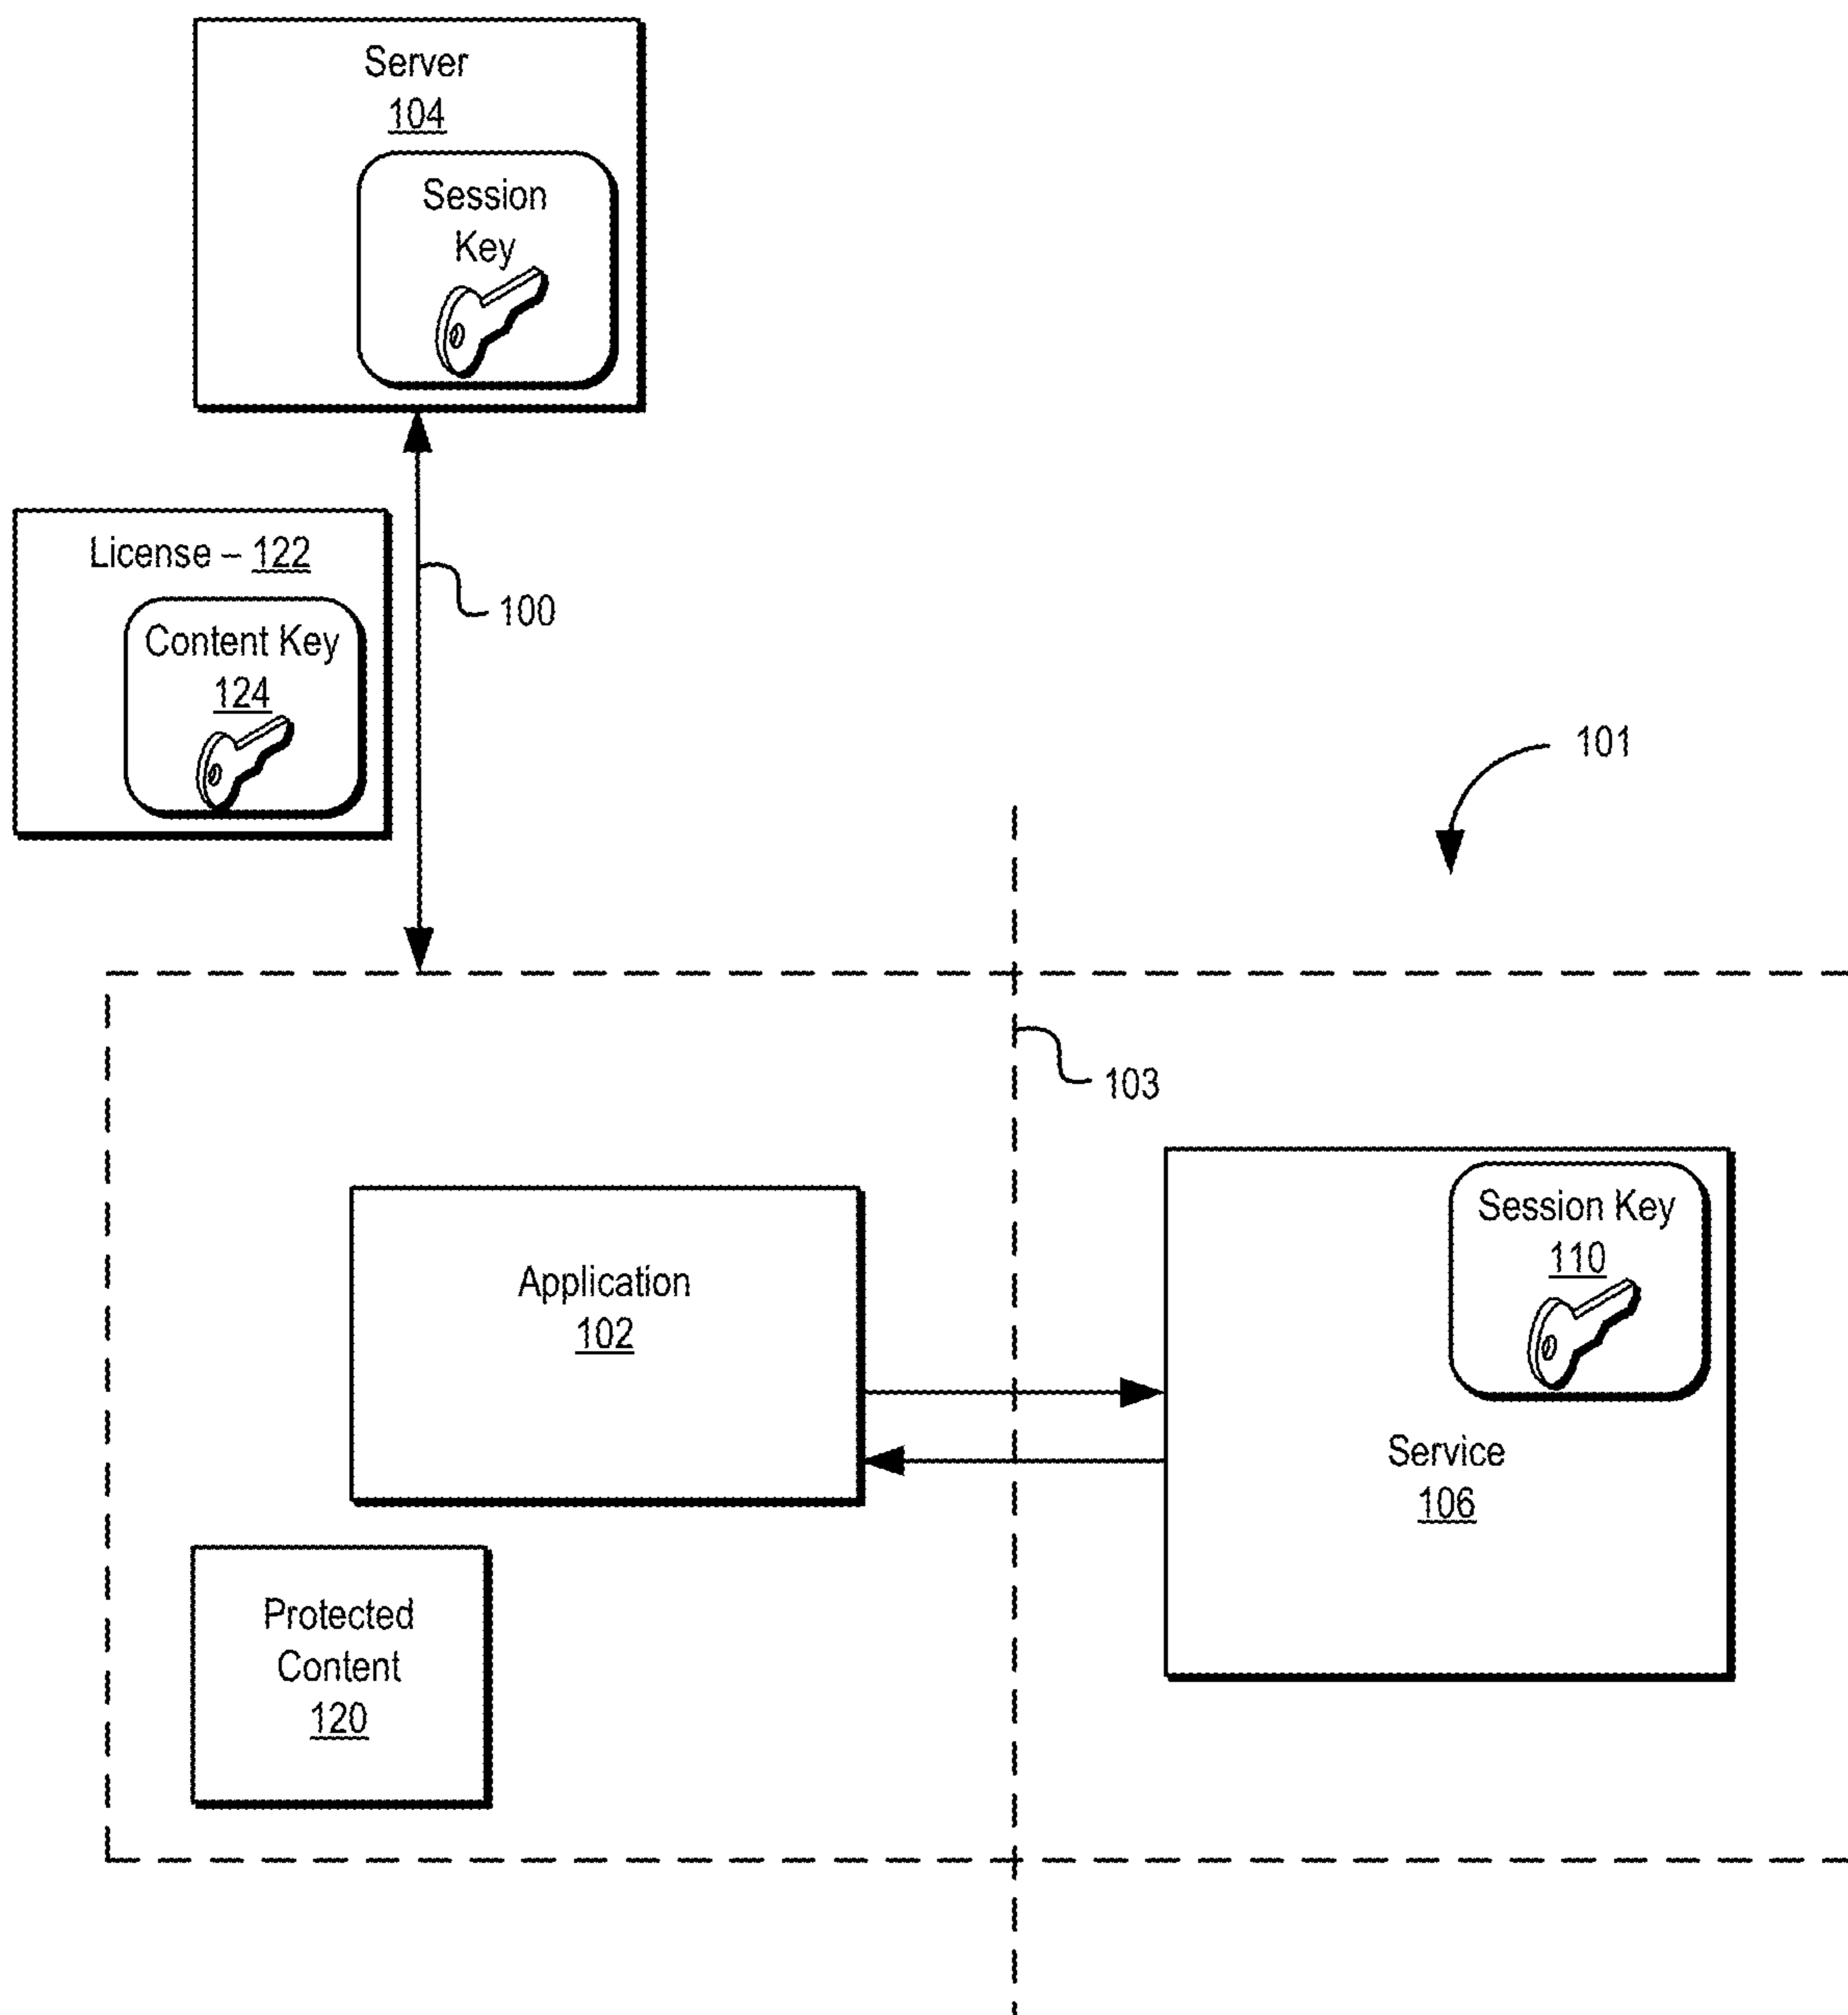 Server
104
Session
Key
License – 122
Content Key
124
100
101
103
Application
102
Session Key
110
Service
106
Protected
Content
120